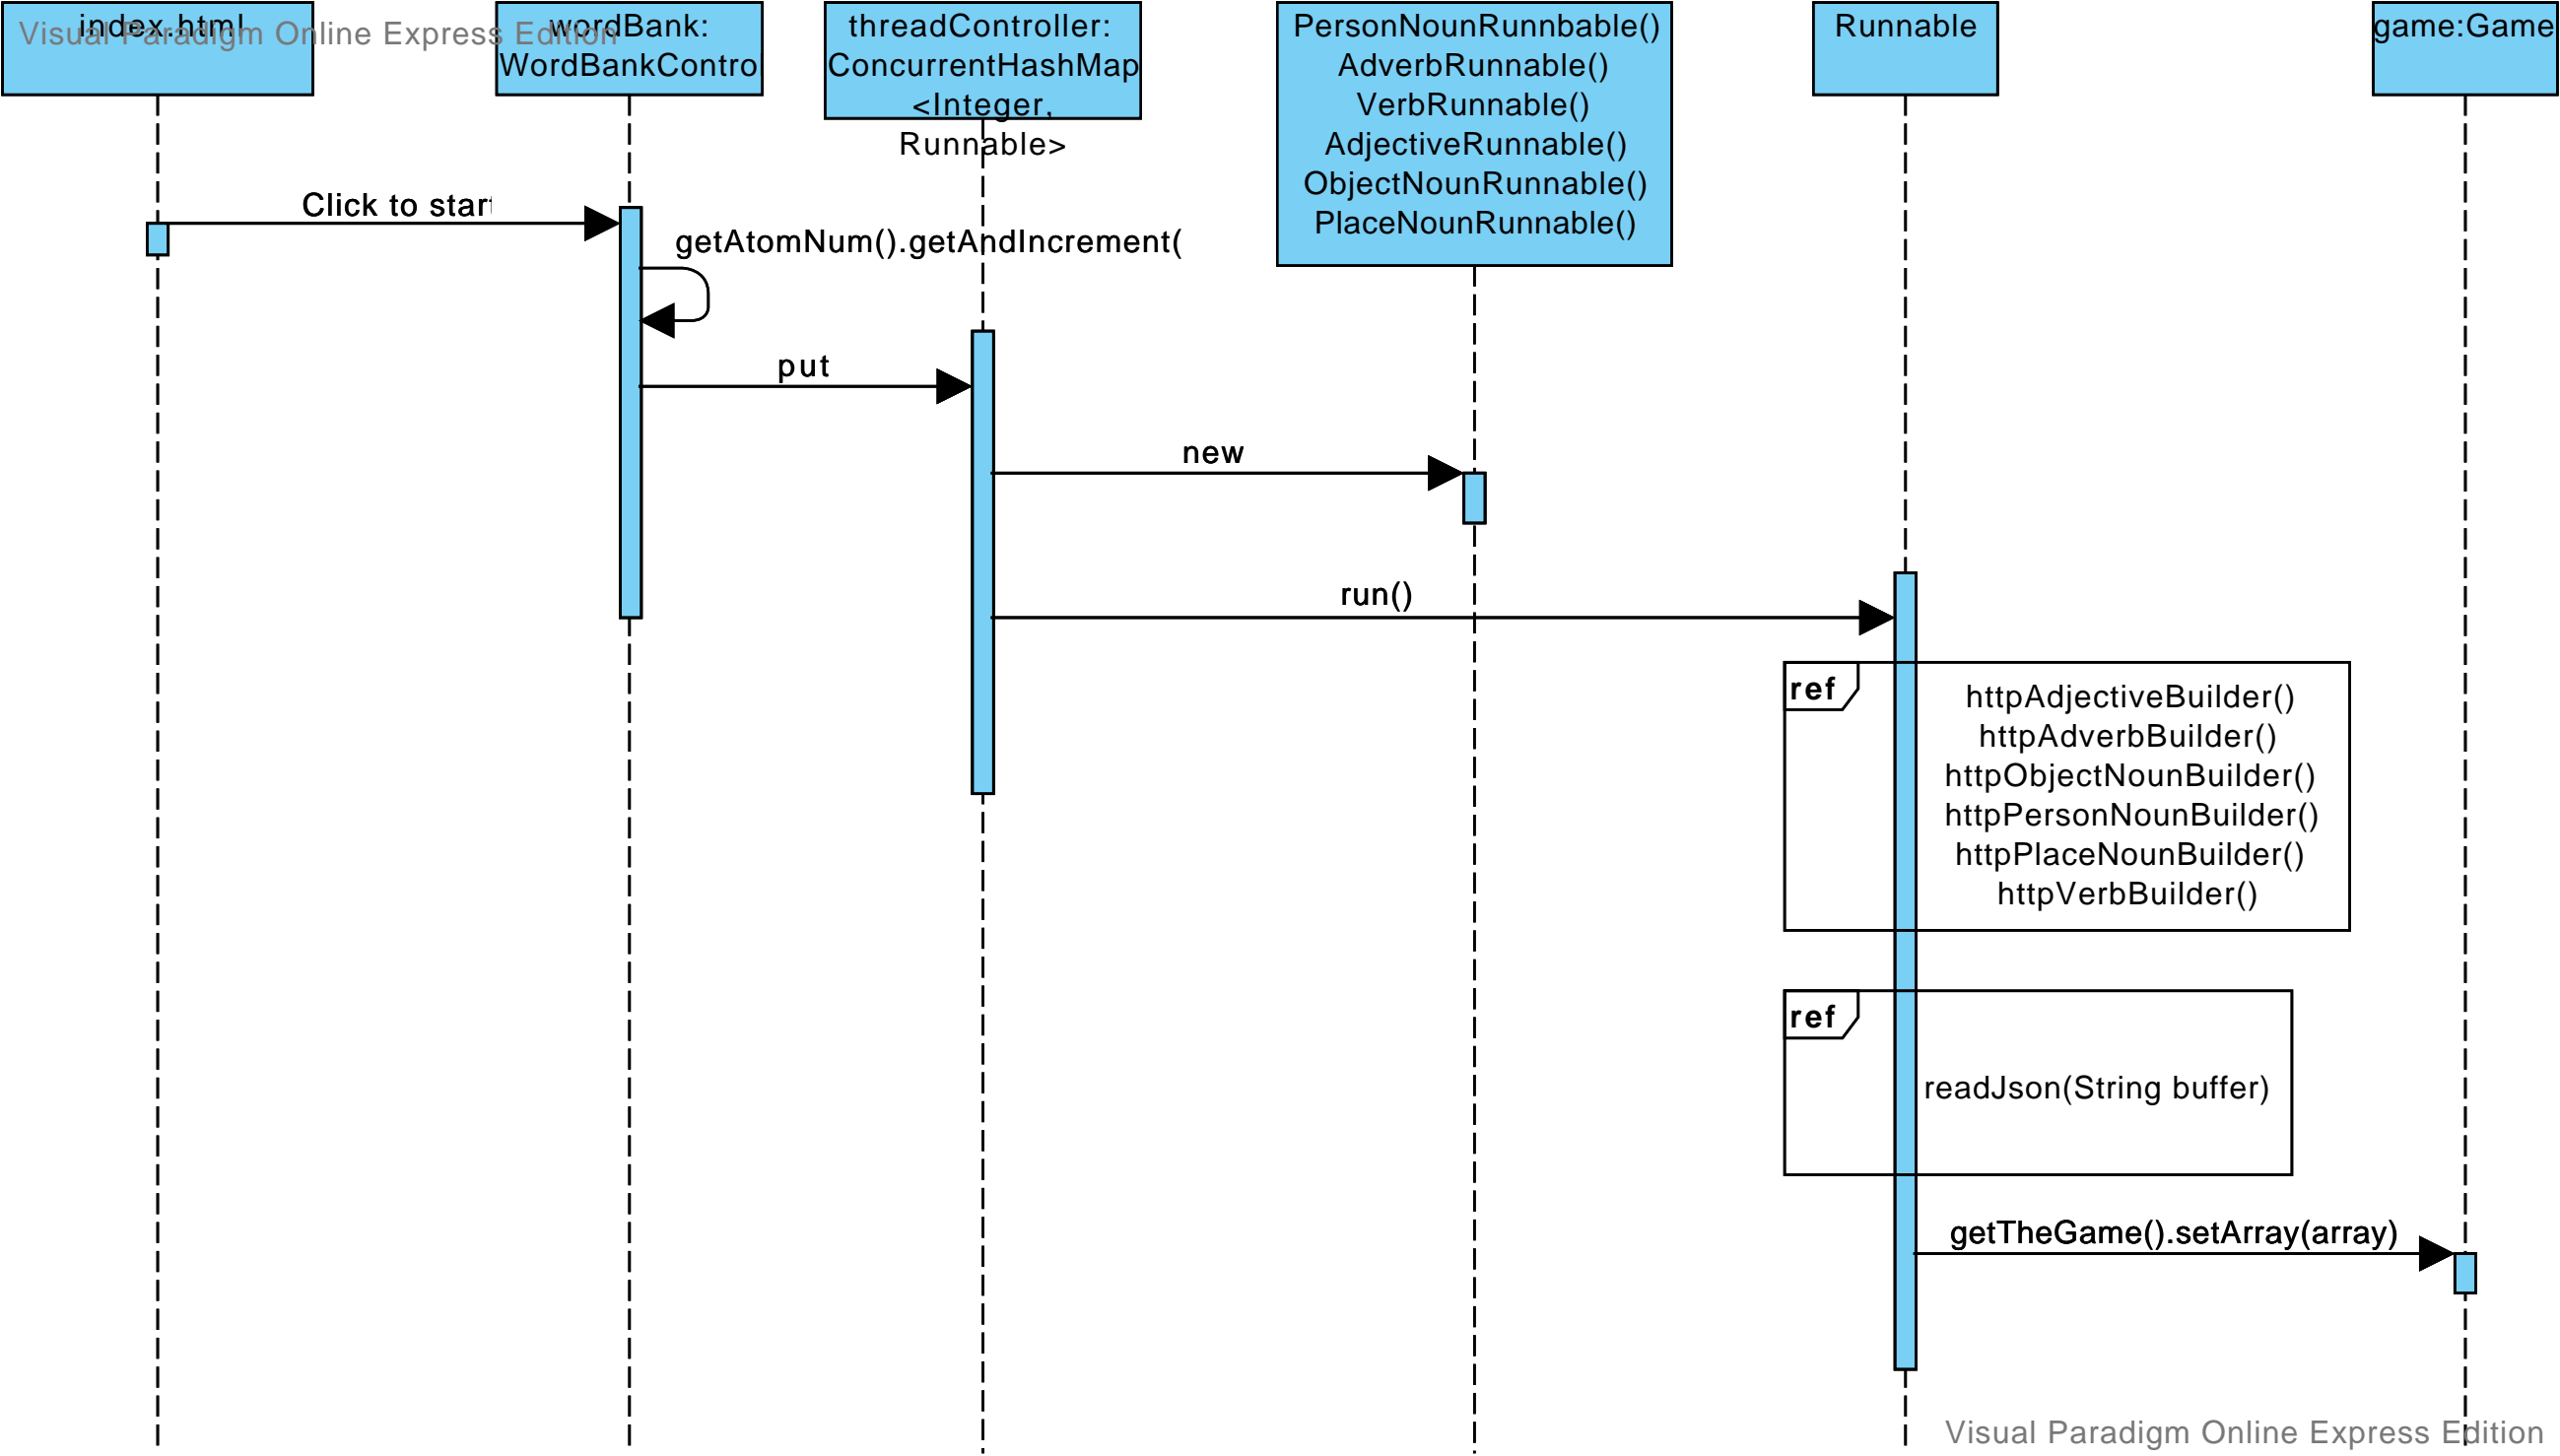 index.html
Visual Paradigm Online Express Edition
wordBank:
WordBankContro
threadController:
ConcurrentHashMap
<Integer,
Runnable>
PersonNounRunnbable()
AdverbRunnable()
VerbRunnable()
AdjectiveRunnable()
ObjectNounRunnable()
PlaceNounRunnable()
Runnable
game:Game
Click to start
getAtomNum().getAndIncrement(
put
new
run()
ref
httpAdjectiveBuilder()
httpAdverbBuilder()
httpObjectNounBuilder()
httpPersonNounBuilder()
httpPlaceNounBuilder()
httpVerbBuilder()
ref
readJson(String buffer)
getTheGame().setArray(array)
Visual Paradigm Online Express Edition